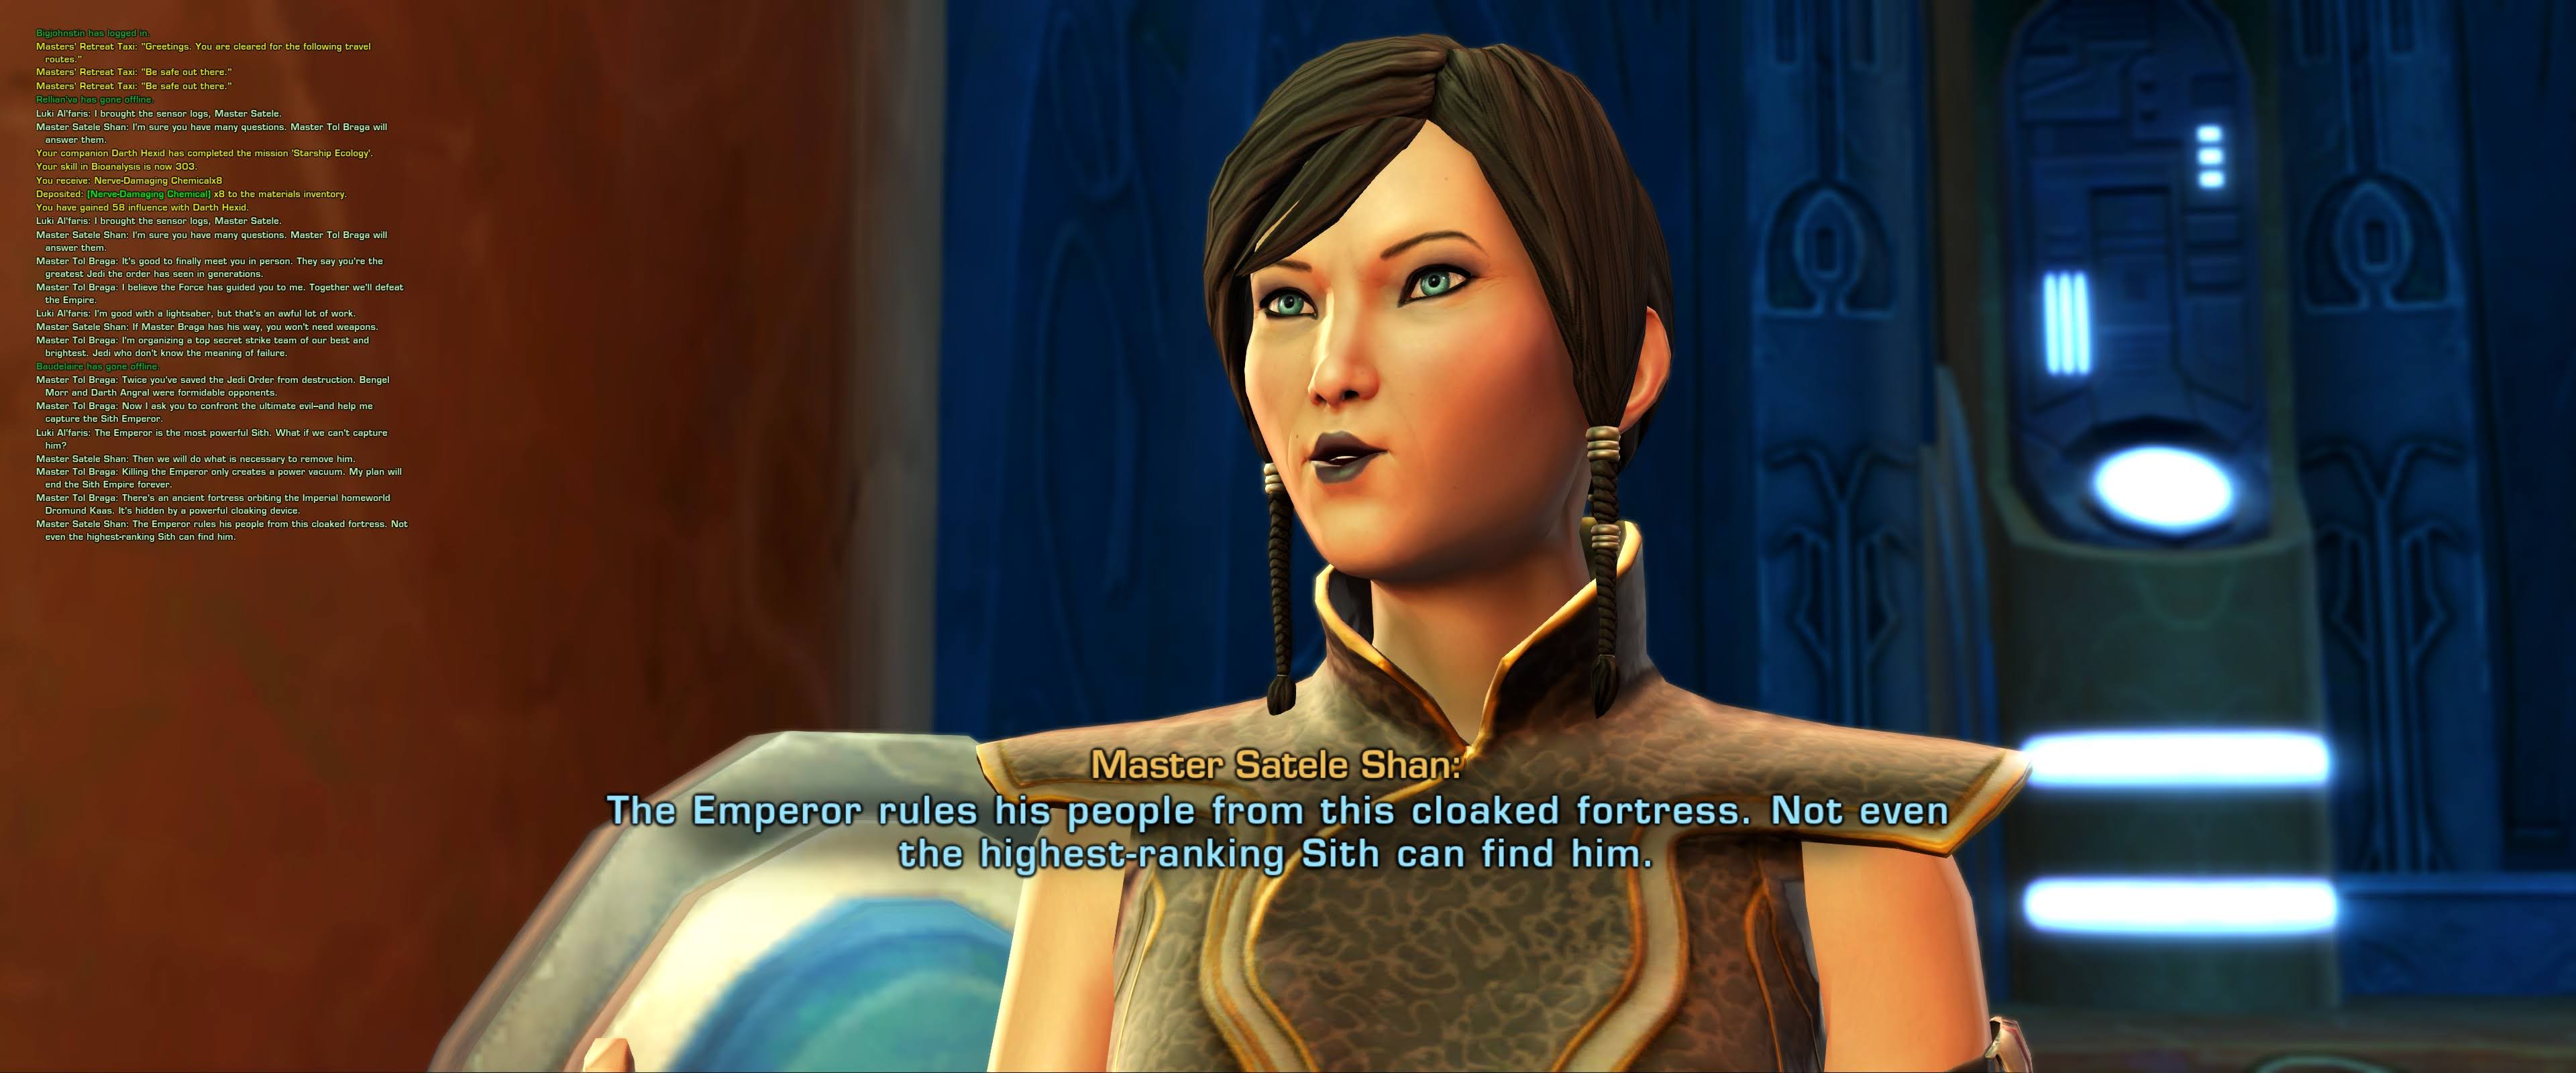 Bigjohnstin has logged in.
Masters' Retreat Taxi: "Greetings. You are cleared for the following travel
routes."
Masters' Retreat Taxi: "Be safe out there."
Masters' Retreat Taxi: "Be safe out there."
Rellian'va has gone offline.
Luki Al'faris: I brought the sensor logs, Master Satele.
Master Satele Shan: I'm sure you have many questions. Master Tol Braga will
answer them.
Your companion Darth Hexid has completed the mission 'Starship Ecology'.
Your skill in Bioanalysis is now 303.
You receive: Nerve-Damaging Chemicalx8
Deposited: [Nerve-Damaging Chemical] x8 to the materials inventory.
You have gained 58 influence with Darth Hexid.
Luki Al'faris: I brought the sensor logs, Master Satele.
Master Satele Shan: I'm sure you have many questions. Master Tol Braga will
answer them.
Master Tol Braga: It's good to finally meet you in person. They say you're the
greatest Jedi the order has seen in generations.
Master Tol Braga: I believe the Force has guided you to me. Together we'll defeat
the Empire.
Luki Al'faris: I'm good with a lightsaber, but that's an awful lot of work.
Master Satele Shan: If Master Braga has his way, you won't need weapons.
Master Tol Braga: I'm organizing a top secret strike team of our best and
brightest. Jedi who don't know the meaning of failure.
Baudelaire has gone offline.
Master Tol Braga: Twice you've saved the Jedi Order from destruction. Bengel
Morr and Darth Angral were formidable opponents.
Master Tol Braga: Now I ask you to confront the ultimate evil—and help me
capture the Sith Emperor.
Luki Al'faris: The Emperor is the most powerful Sith. What if we can't capture
him?
Master Satele Shan: Then we will do what is necessary to remove him.
Master Tol Braga: Killing the Emperor only creates a power vacuum. My plan will
end the Sith Empire forever.
Master Tol Braga: There's an ancient fortress orbiting the Imperial homeworld
Dromund Kaas. It's hidden by a powerful cloaking device.
Master Satele Shan: The Emperor rules his people from this cloaked fortress. Not
even the highest-ranking Sith can find him.
Master Satele Shan:
The Emperor rules his people from this cloaked fortress. Not even
the highest-ranking Sith can find him.